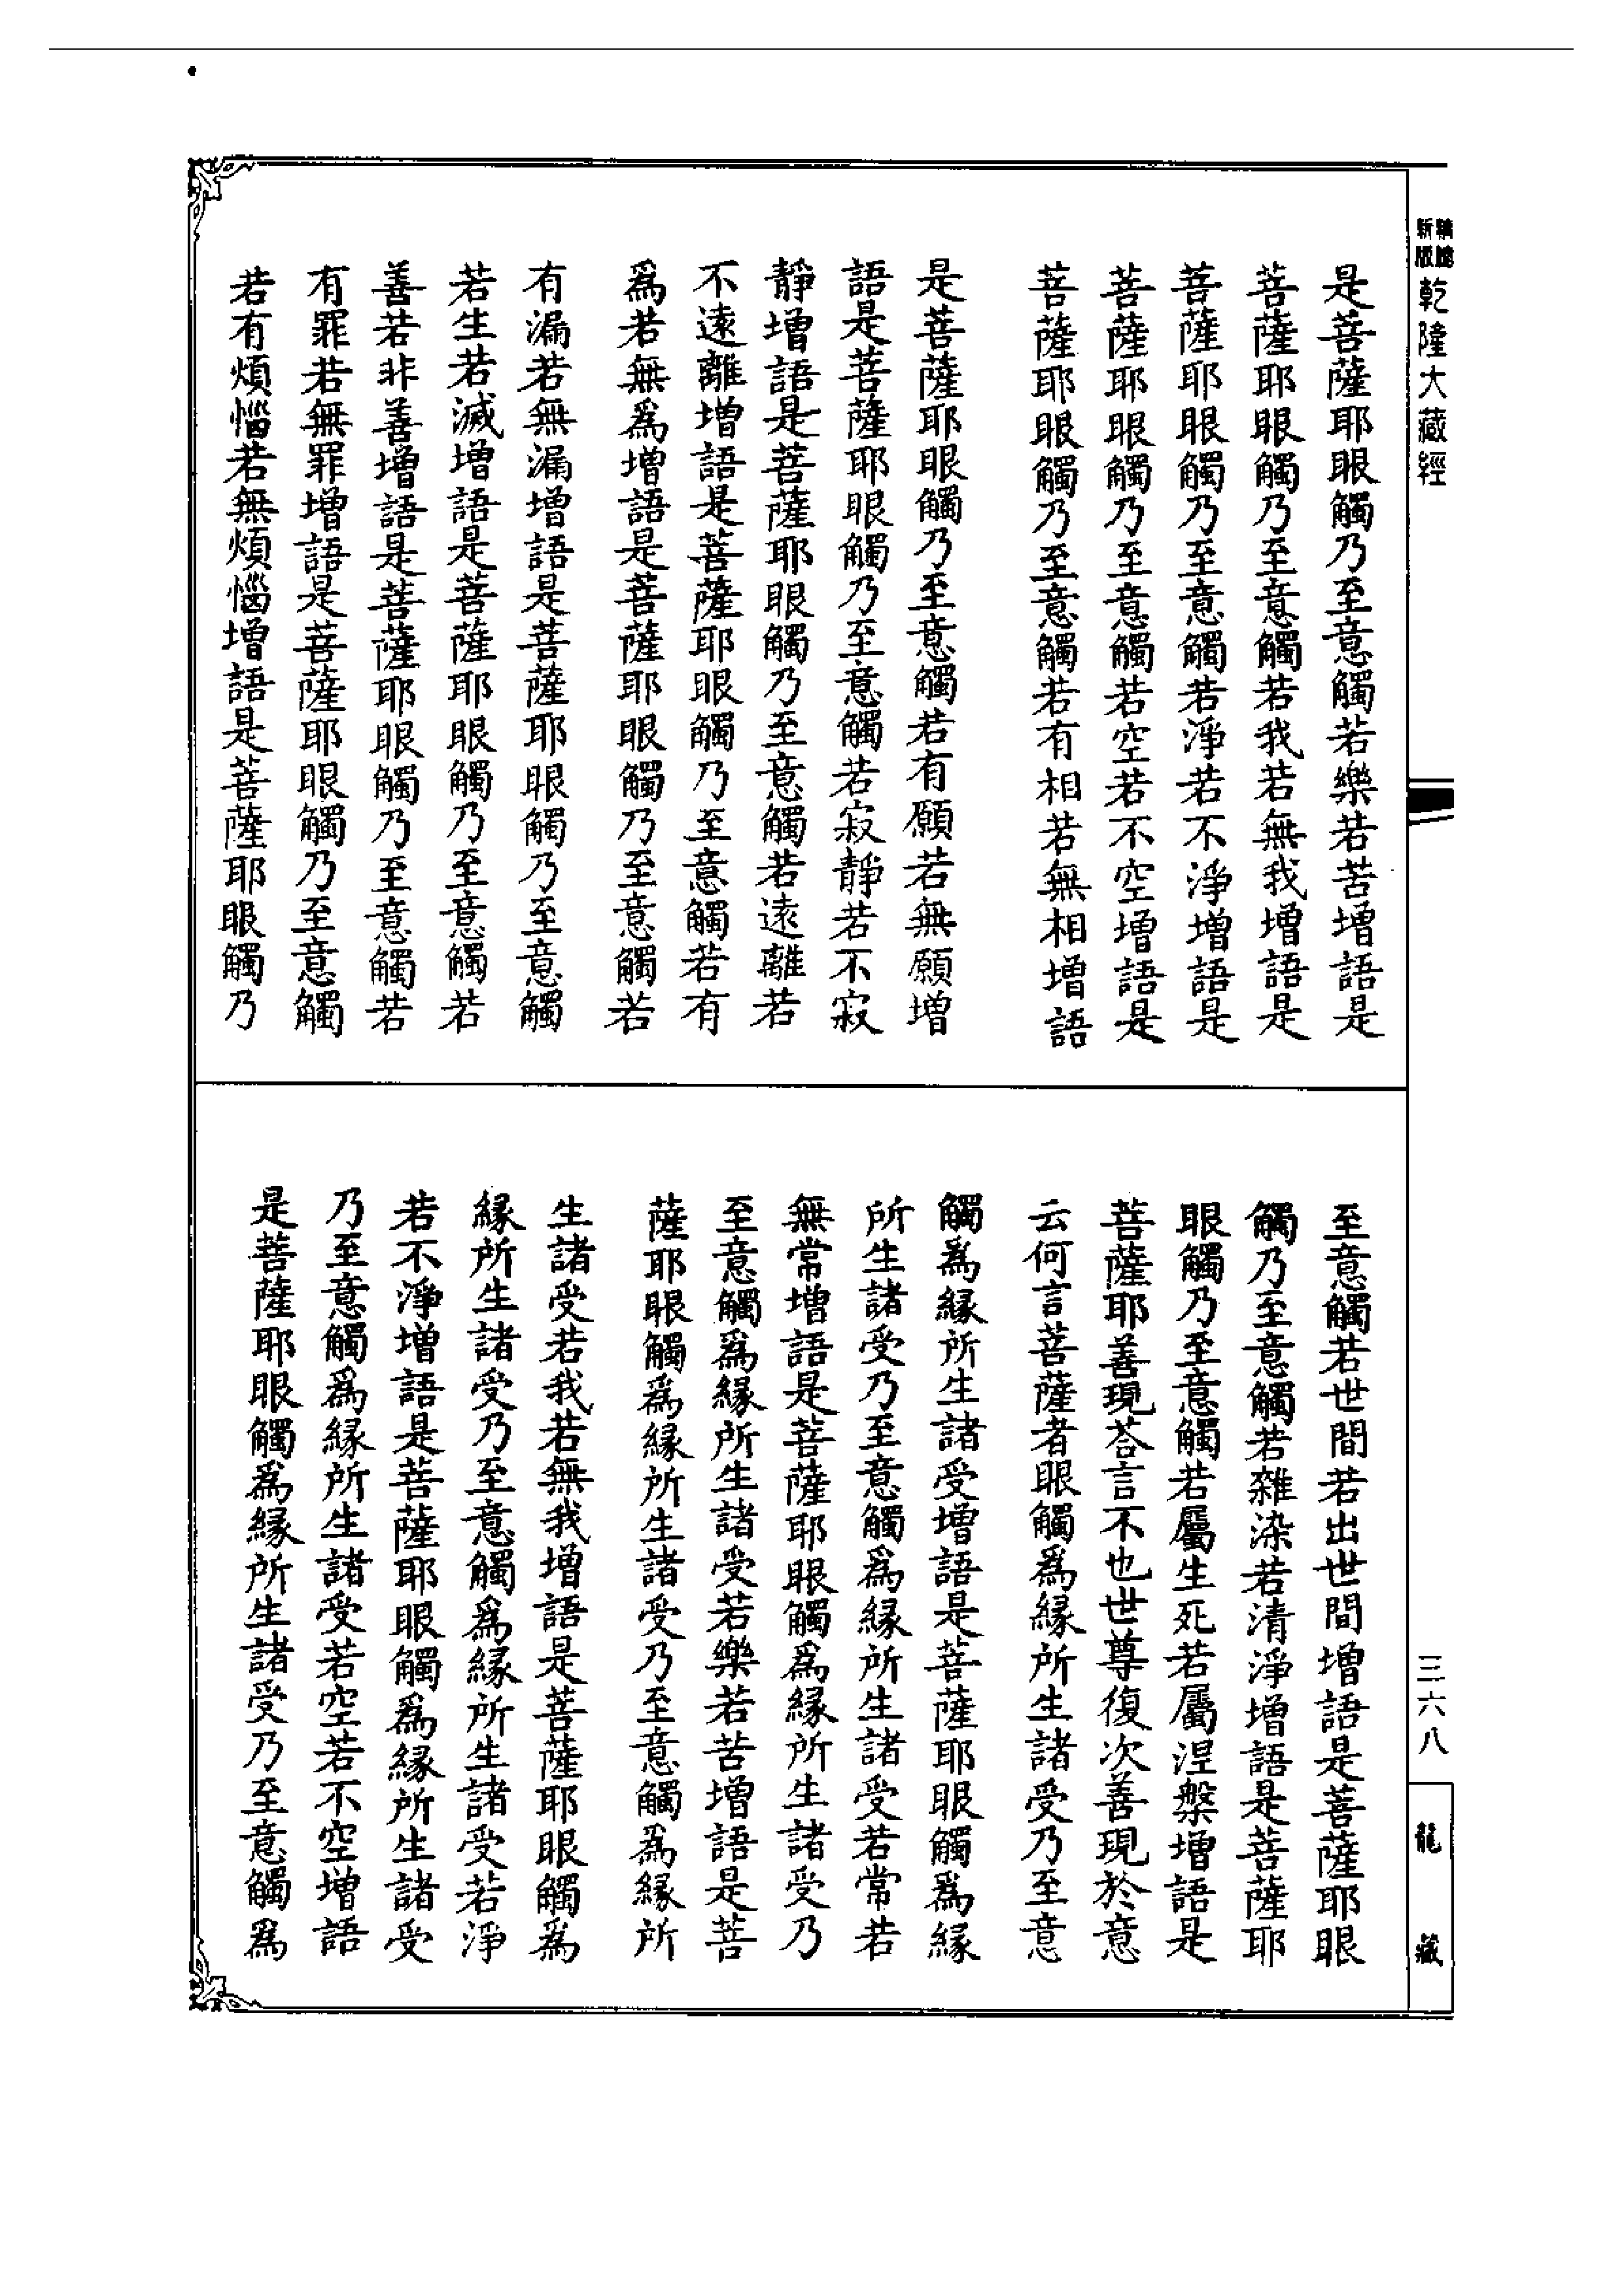 新版
乾隆大藏經
是菩薩耶眼觸乃至意觸若樂若苦增語是
菩薩耶眼觸乃至意觸若我若無我增語是
菩薩耶眼觸乃至意觸若淨若不淨增語是
菩薩耶眼觸乃至意觸若空若不空增語是
菩薩耶眼觸乃至意觸若有相若無相增語
是菩薩耶眼觸乃至意觸若有願若無願增
語是菩薩耶眼觸乃至意觸若寂靜若不寂
靜增語是菩薩耶眼觸乃至意觸若遠離若
不遠離增語是菩薩耶眼觸乃至意觸若有
爲若無爲增語是菩薩耶眼觸乃至意觸若
有漏若無漏增語是菩薩耶眼觸乃至意觸
若生若滅增語是菩薩耶眼觸乃至意觸若
善若非善增語是菩薩耶眼觸乃至意觸若
有罪若無罪增語是菩薩耶眼觸乃至意觸
若有煩惱若無煩惱增語是菩薩耶眼觸乃
至意觸若世間若出世間增語是菩薩耶眼
觸乃至意觸若雜染若清淨增語是菩薩耶
眼觸乃至意觸若屬生死若屬涅槃增語是
菩薩耶善現荅言不也世尊復次善現於意
云何言菩薩者眼觸爲緣所生諸受乃至意
觸爲緣所生諸受增語是菩薩耶眼觸爲緣
所生諸受乃至意觸爲緣所生諸受若常若
無常增語是菩薩耶眼觸爲緣所生諸受乃
至意觸爲緣所生諸受若樂若苦增語是菩
薩耶眼觸爲緣所生諸受乃至意觸爲緣所
生諸受若我若無我增語是菩薩耶眼觸爲
緣所生諸受乃至意觸爲緣所生諸受若淨
若不淨增語是菩薩耶眼觸爲緣所生諸受
乃至意觸爲緣所生諸受若空若不空增語
是菩薩耶眼觸爲緣所生諸受乃至意觸爲
三六八
龍藏